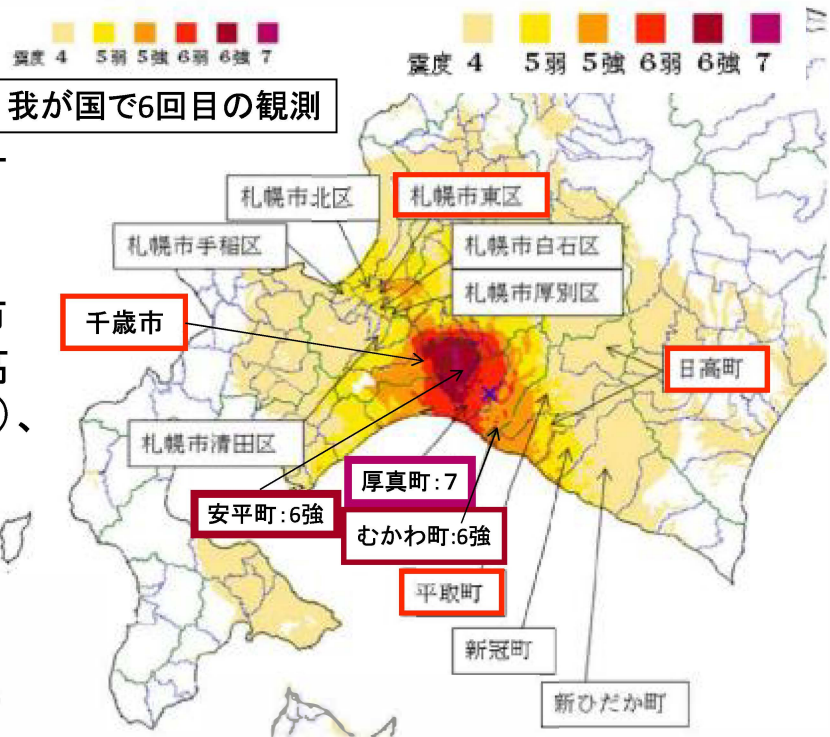 震度 4 5弱 5強 6弱 6強 7
震度 4 5弱 5強 6弱 6強 7
我が国で6回目の観測
札幌市北区
札幌市東区
札幌市手稲区
札幌市白石区
札幌市厚別区
千歳市
日高町
)、
札幌市清田区
厚真町:7
安平町:6強
むかわ町:6強
平取町
新冠町
新ひだか町